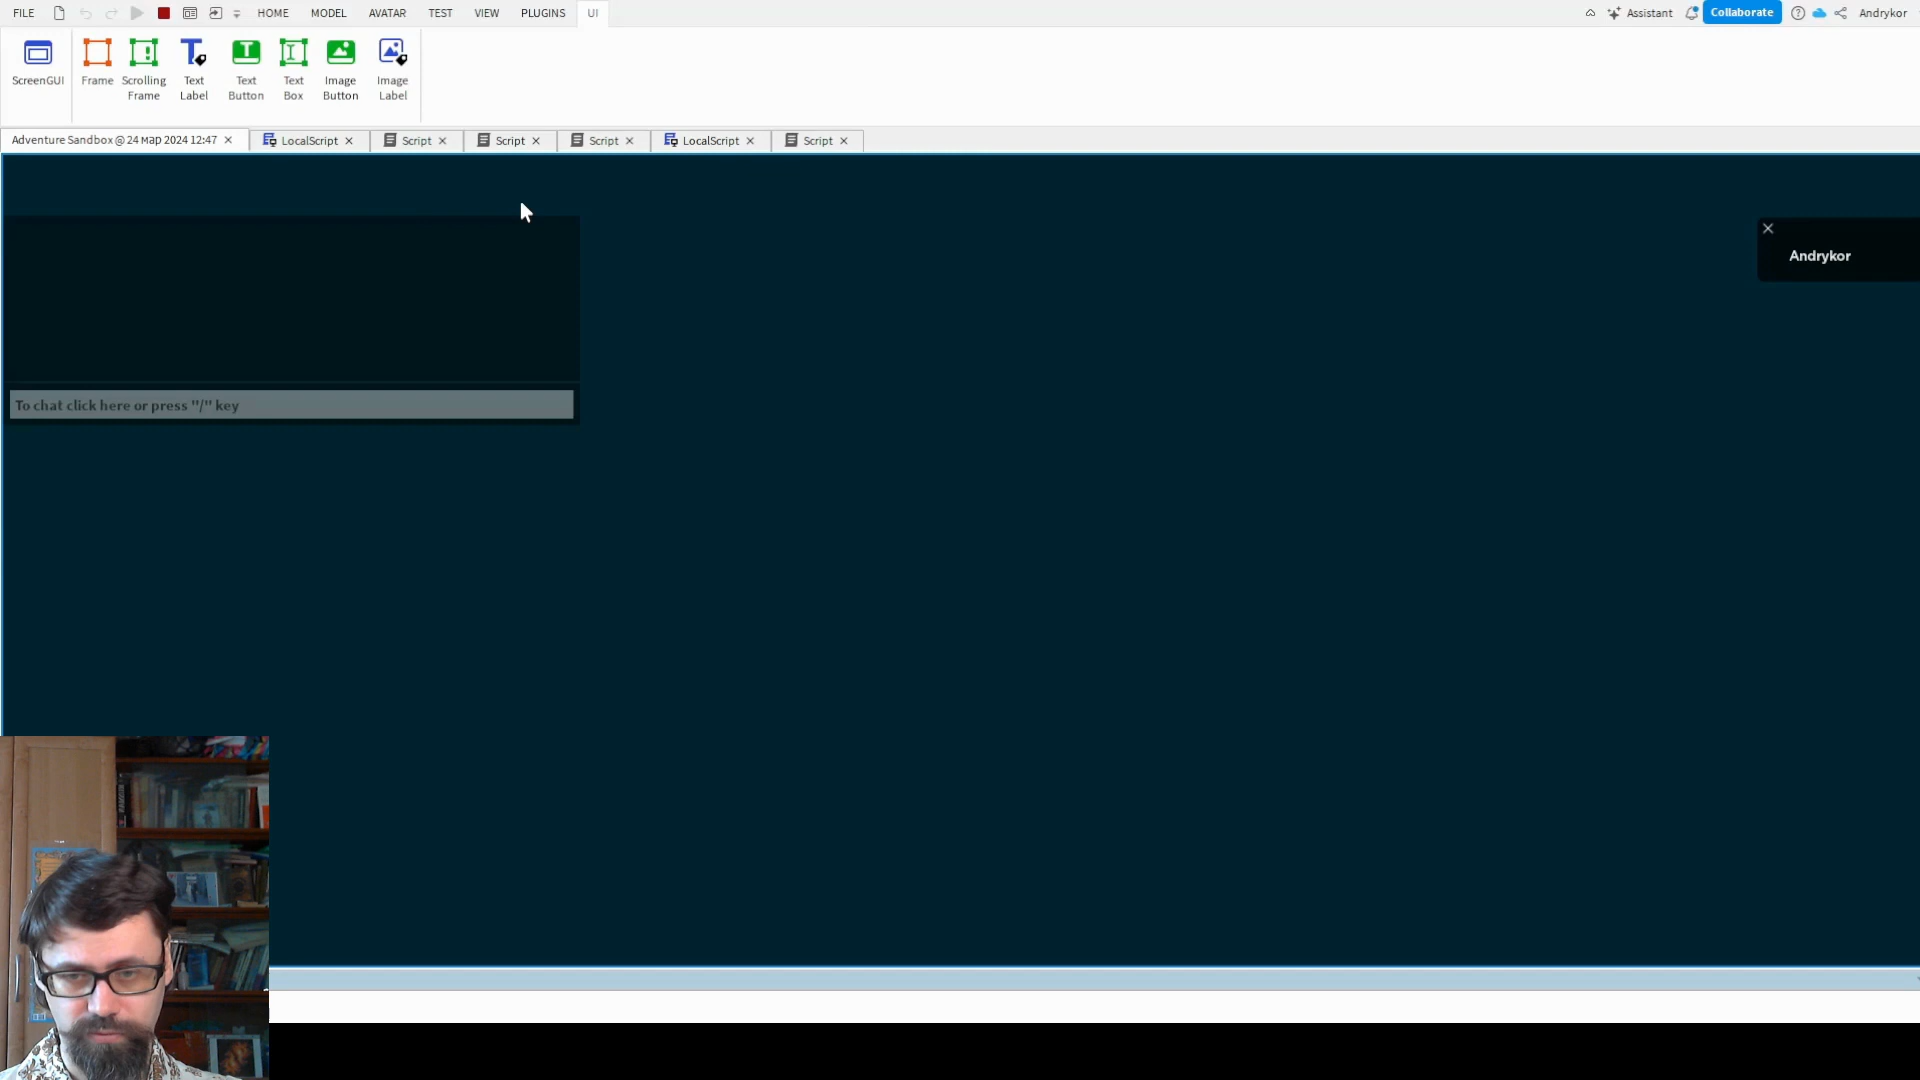 FILE HOME MODEL AVATAR TEST VIEW PLUGINS UI Assistant Collaborate Andrykor
ScreenGUI Frame Scrolling Frame Text Label Text Button Text Box Image Button Image Label
Adventure Sandbox @ 24 мар 2024 12:47 LocalScript Script Script Script LocalScript Script
Andrykor
To chat click here or press "/" key